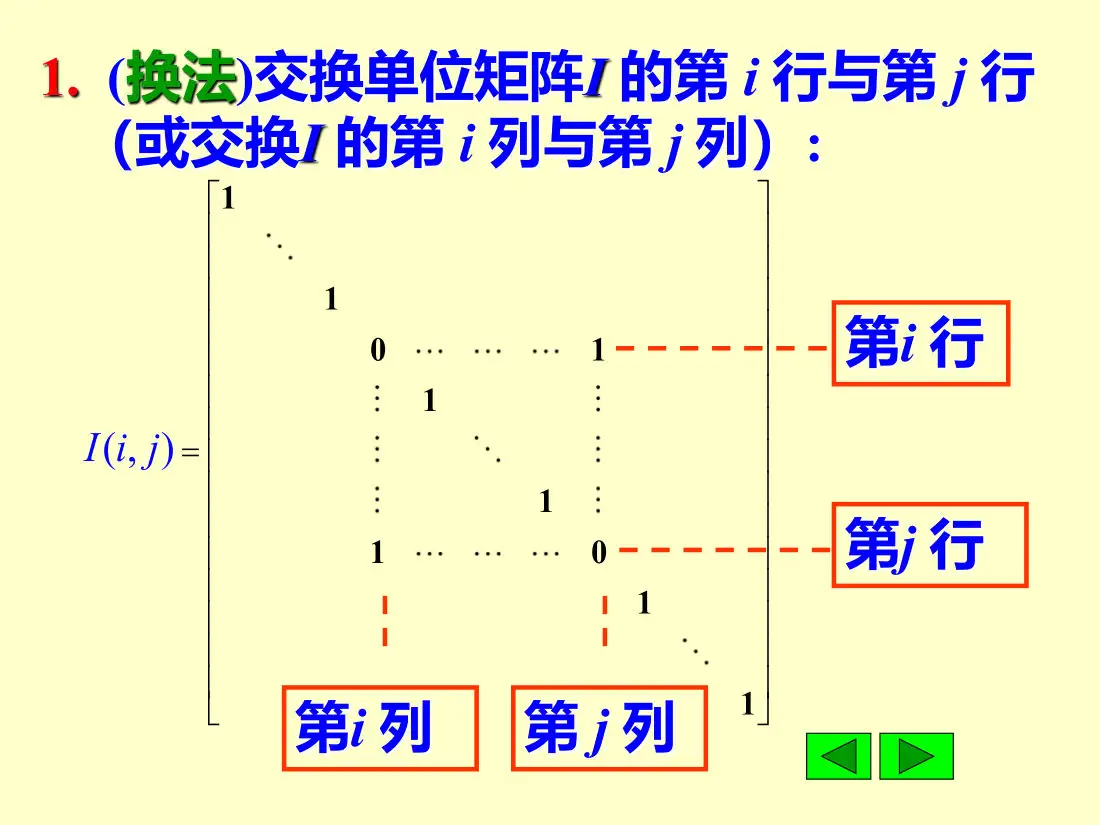 1. (换法)交换单位矩阵I 的第 i 行与第 j 行
(或交换I 的第 i 列与第 j 列）:
1
⋱
1
0 ⋯ ⋯ ⋯ 1 第i 行
⋮ 1 ⋮
I(i, j) = ⋮ ⋱ ⋮
⋮ 1 ⋮
1 ⋯ ⋯ ⋯ 0 第j 行
1
⋱
1
第i 列 第 j 列